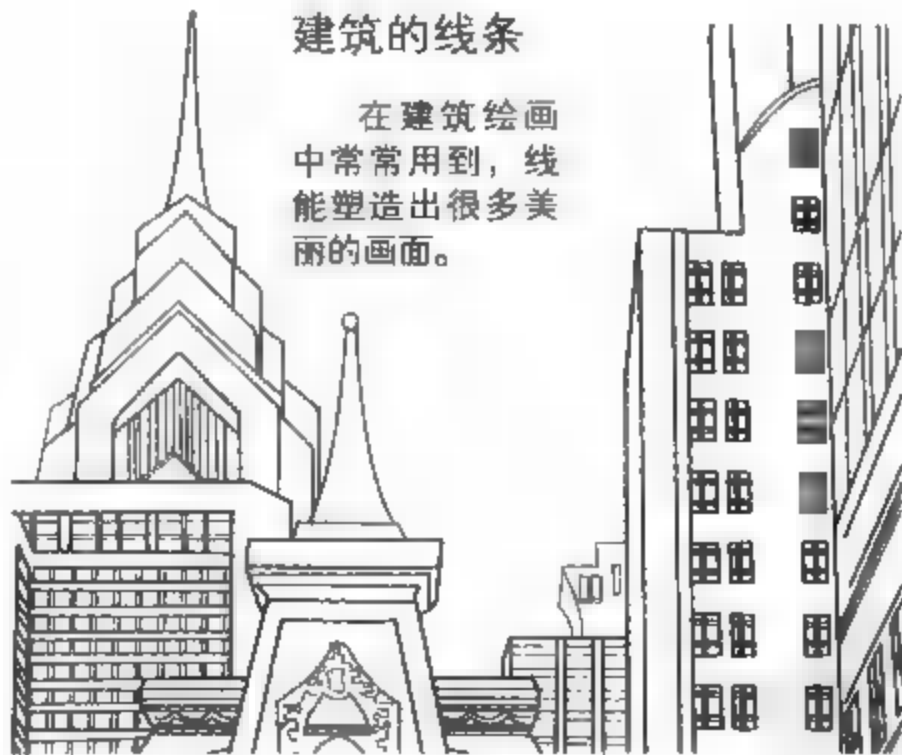 建筑的线条
在建筑绘画
中常常用到，线
能塑造出很多美
丽的画面。